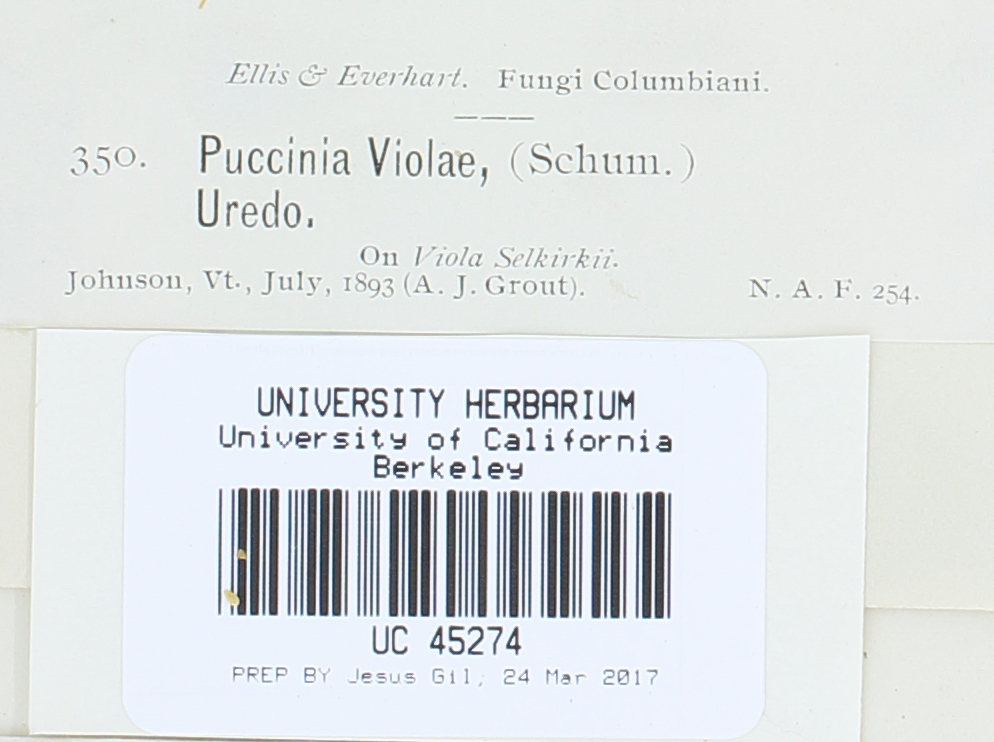 Ellis & Everhart. Fungi Columbiani.
350. Puccinia Violae, (Schum.)
Uredo.
On Viola Selkirkii.
Johnson, Vt., July, 1893 (A. J. Grout). N. A. F. 254.
UNIVERSITY HERBARIUM
University of California
Berkeley
UC 45274
PREP BY Jesus Gil; 24 Mar 2017